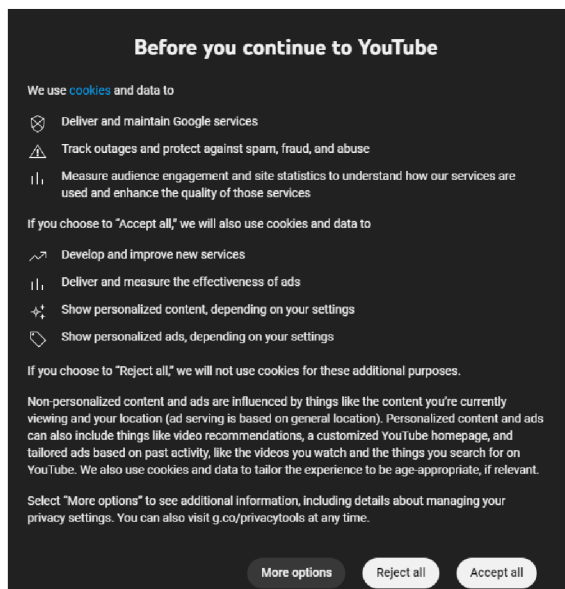 Before you continue to YouTube
We use cookies and data to
Deliver and maintain Google services
Track outages and protect against spam, fraud, and abuse
Measure audience engagement and site statistics to understand how our services are
used and enhance the quality of those services
If you choose to “Accept all,” we will also use cookies and data to
Develop and improve new services
Deliver and measure the effectiveness of ads
Show personalized content, depending on your settings
Show personalized ads, depending on your settings
If you choose to “Reject all,” we will not use cookies for these additional purposes.
Non-personalized content and ads are influenced by things like the content you’re currently
viewing and your location (ad serving is based on general location). Personalized content and ads
can also include things like video recommendations, a customized YouTube homepage, and
tailored ads based on past activity, like the videos you watch and the things you search for on
YouTube. We also use cookies and data to tailor the experience to be age-appropriate, if relevant.
Select “More options” to see additional information, including details about managing your
privacy settings. You can also visit g.co/privacytools at any time.
More options Reject all Accept all